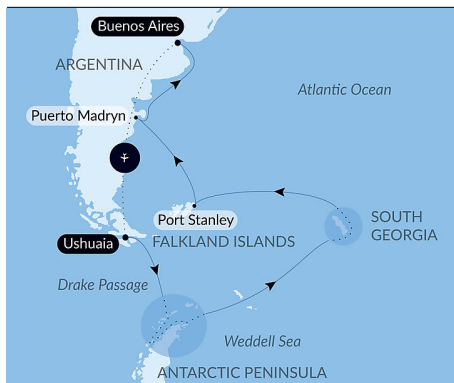 Buenos Aires
ARGENTINA
Atlantic Ocean
Puerto Madryn
Port Stanley
SOUTH
GEORGIA
Ushuaia
FALKLAND ISLANDS
Drake Passage
Weddell Sea
ANTARCTIC PENINSULA